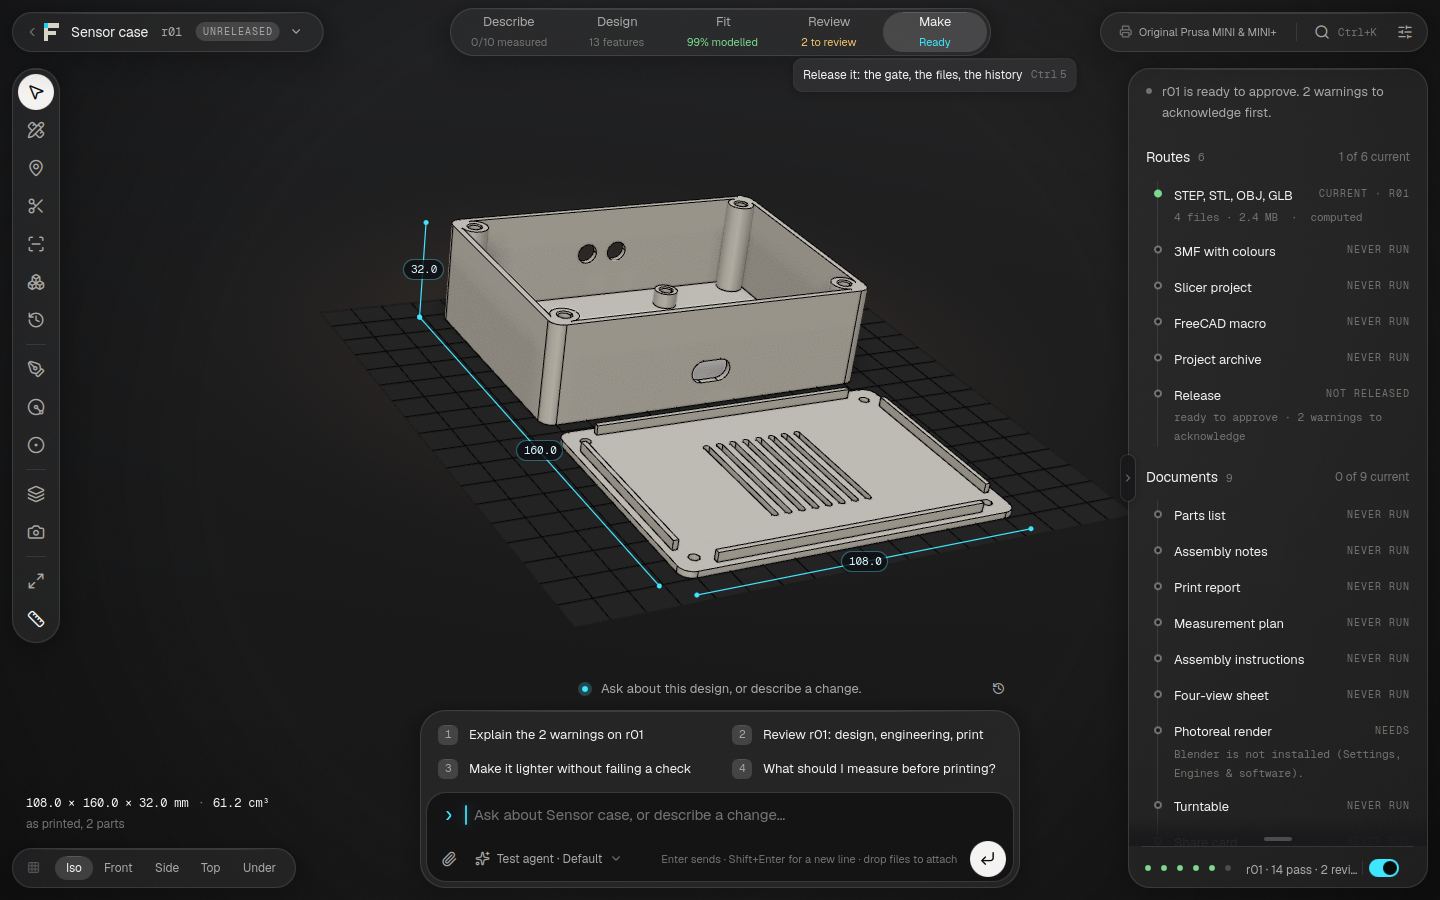 Sensor case r01 UNRELEASED
Describe
0/10 measured
Design
13 features
Fit
99% modelled
Review
2 to review
Make
Ready
Original Prusa MINI & MINI+
Ctrl+K
Release it: the gate, the files, the history Ctrl 5
r01 is ready to approve. 2 warnings to
acknowledge first.
Routes 6 1 of 6 current
STEP, STL, OBJ, GLB CURRENT · R01
4 files · 2.4 MB · computed
3MF with colours NEVER RUN
Slicer project NEVER RUN
FreeCAD macro NEVER RUN
Project archive NEVER RUN
Release NOT RELEASED
ready to approve · 2 warnings to
acknowledge
Documents 9 0 of 9 current
Parts list NEVER RUN
Assembly notes NEVER RUN
Print report NEVER RUN
Measurement plan NEVER RUN
Assembly instructions NEVER RUN
Four-view sheet NEVER RUN
Photoreal render NEEDS
Blender is not installed (Settings,
Engines & software).
Turntable NEVER RUN
r01 · 14 pass · 2 revi...
32.0
160.0
108.0
Ask about this design, or describe a change.
1 Explain the 2 warnings on r01
2 Review r01: design, engineering, print
3 Make it lighter without failing a check
4 What should I measure before printing?
Ask about Sensor case, or describe a change...
Test agent · Default
Enter sends · Shift+Enter for a new line · drop files to attach
108.0 × 160.0 × 32.0 mm · 61.2 cm³
as printed, 2 parts
Iso Front Side Top Under